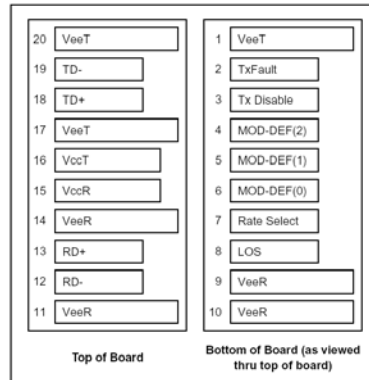 20 VeeT
19 TD-
18 TD+
17 VeeT
16 VccT
15 VccR
14 VeeR
13 RD+
12 RD-
11 VeeR
Top of Board
1 VeeT
2 TxFault
3 Tx Disable
4 MOD-DEF(2)
5 MOD-DEF(1)
6 MOD-DEF(0)
7 Rate Select
8 LOS
9 VeeR
10 VeeR
Bottom of Board (as viewed
thru top of board)